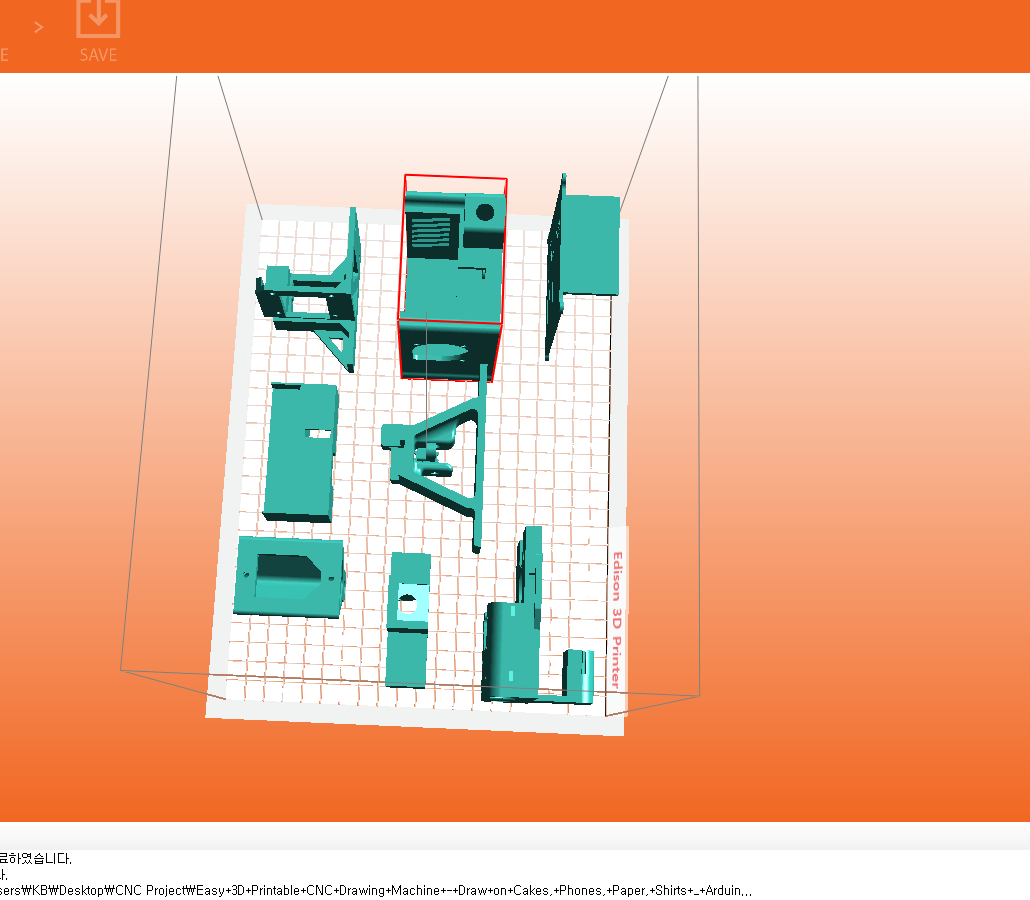 E
>
SAVE
Edison 3D Printer
료하였습니다.
다.
sers₩KB₩Desktop₩CNC Project₩Easy+3D+Printable+CNC+Drawing+Machine+-+Draw+on+Cakes,+Phones,+Paper,+Shirts+_+Arduin...